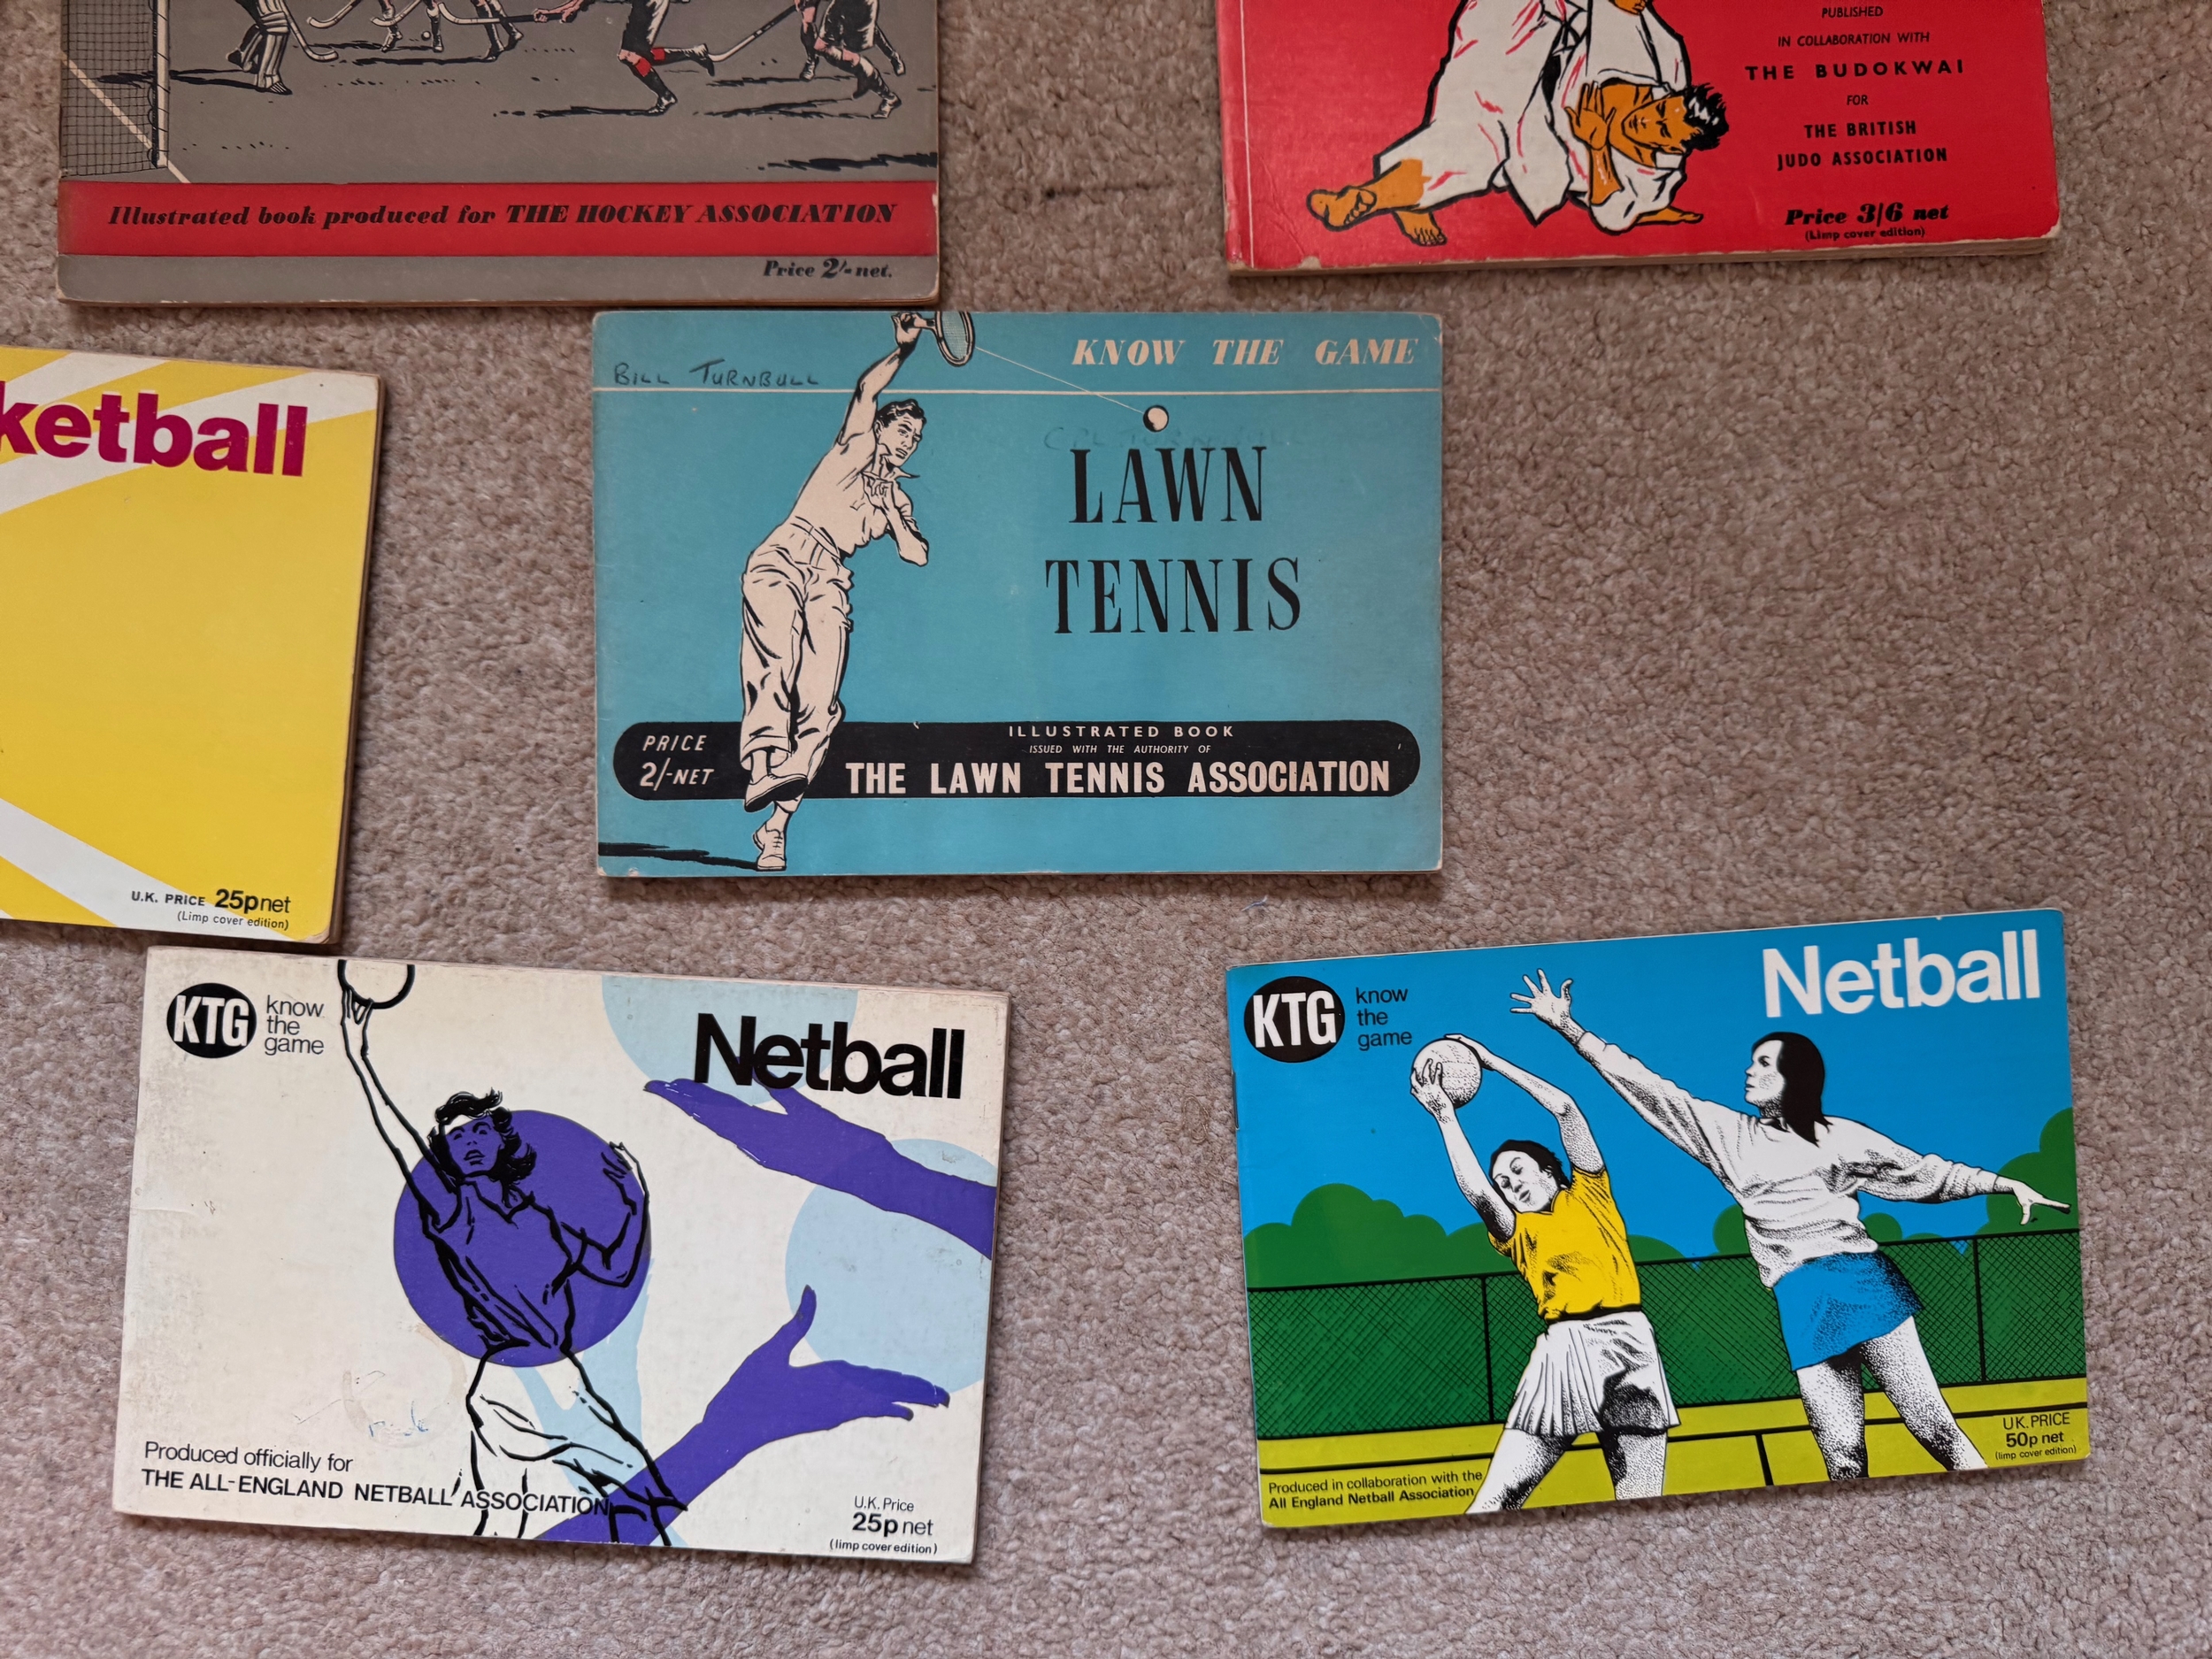 Illustrated book produced for THE HOCKEY ASSOCIATION
Price 2/- net.
PUBLISHED
IN COLLABORATION WITH
THE BUDOKWAI
FOR
THE BRITISH
JUDO ASSOCIATION
Price 3/6 net
(Limp cover edition)
ketball
U.K. PRICE 25p net
(Limp cover edition)
BILL TURNBULL
KNOW THE GAME
LAWN
TENNIS
PRICE
2/-NET
ILLUSTRATED BOOK
ISSUED WITH THE AUTHORITY OF
THE LAWN TENNIS ASSOCIATION
KTG
know
the
game
Netball
Produced officially for
THE ALL-ENGLAND NETBALL ASSOCIATION
U.K. Price
25p net
(limp cover edition)
KTG
know
the
game
Netball
Produced in collaboration with the
All England Netball Association
U.K. PRICE
50p net
(limp cover edition)